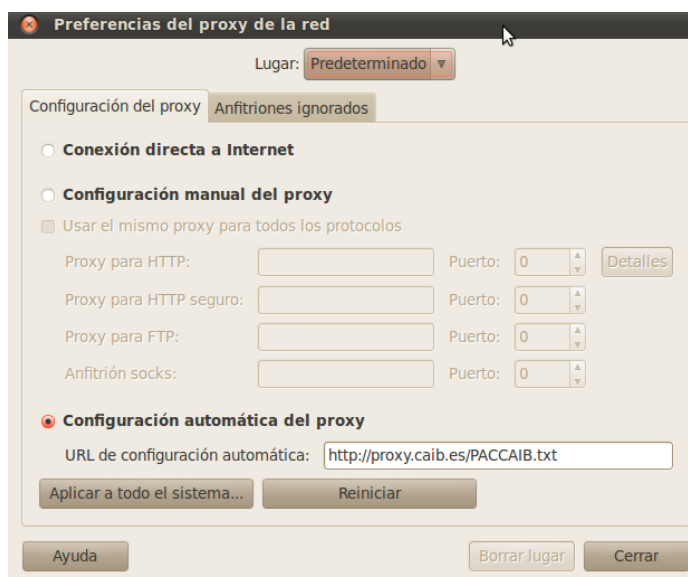 Preferencias del proxy de la red
Lugar: Predeterminado
Configuración del proxy Anfitriones ignorados
Conexión directa a Internet
Configuración manual del proxy
Usar el mismo proxy para todos los protocolos
Proxy para HTTP: Puerto: 0 Detalles
Proxy para HTTP seguro: Puerto: 0
Proxy para FTP: Puerto: 0
Anfitrión socks: Puerto: 0
Configuración automática del proxy
URL de configuración automática: http://proxy.caib.es/PACCAIB.txt
Aplicar a todo el sistema... Reiniciar
Ayuda Borrar lugar Cerrar